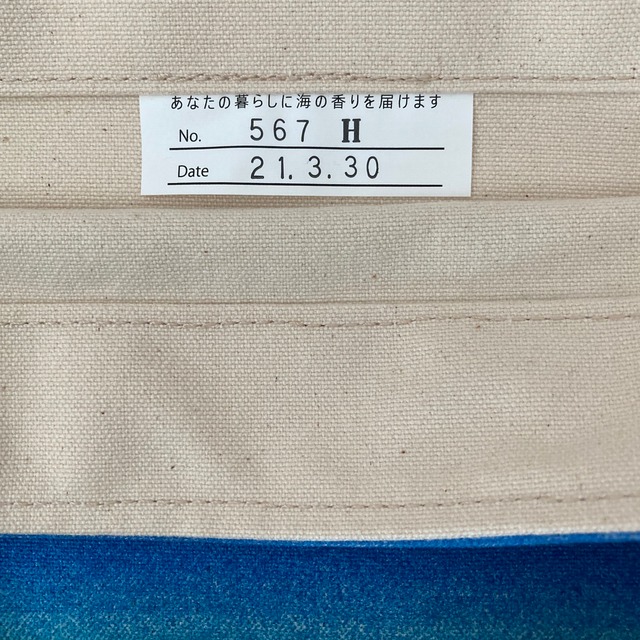 あなたの暮らしに海の香りを届けます
No. 567 H
Date 21.3.30